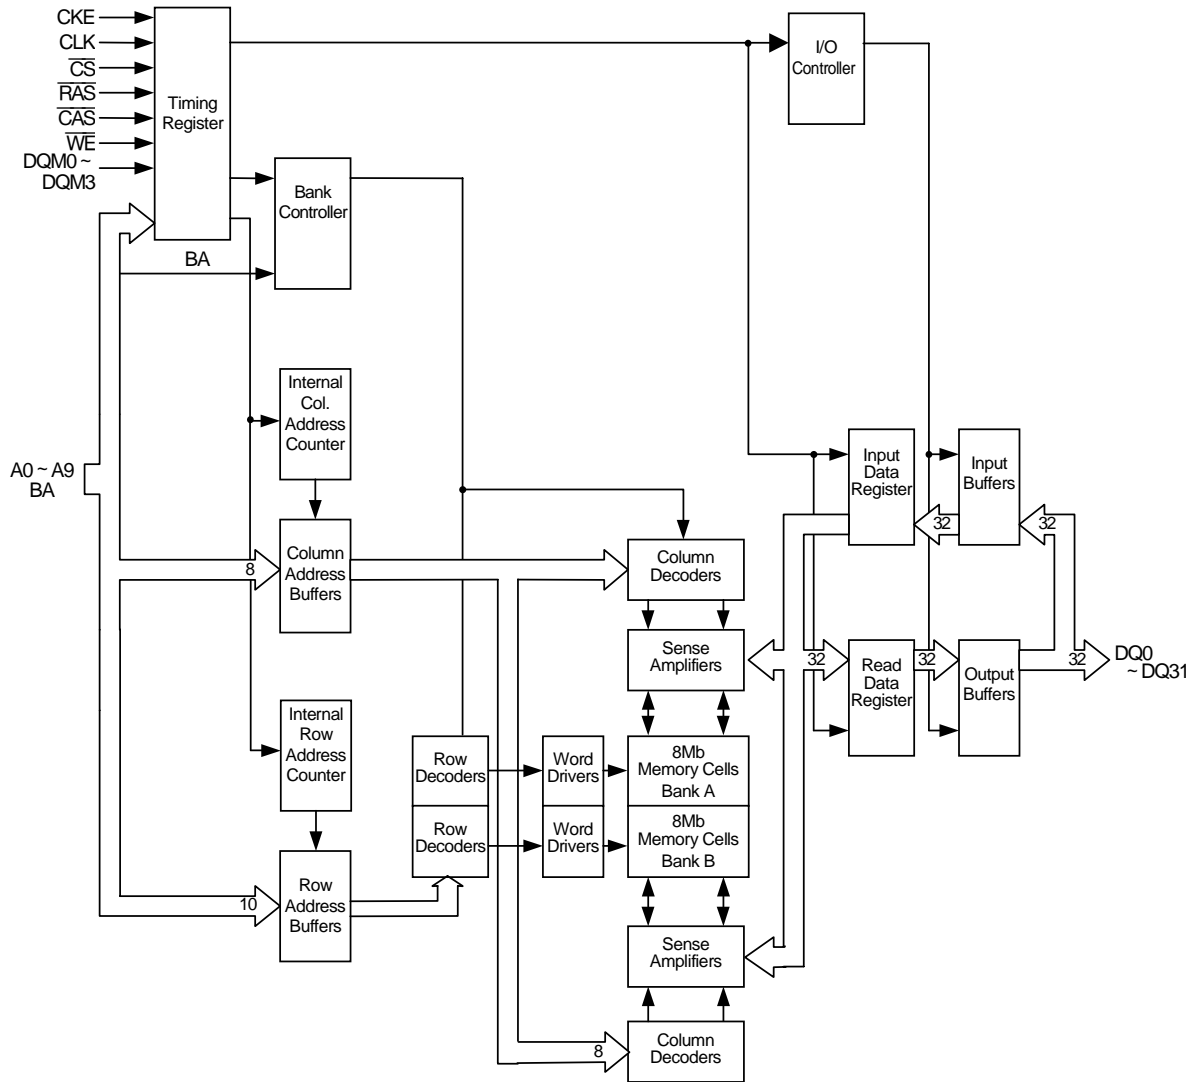 CKE
CLK
CS
RAS
CAS
WE
DQM0 ~
DQM3
Timing
Register
I/O
Controller
Bank
Controller
BA
Internal
Col.
Address
Counter
A0 ~ A9
BA
8
Column
Address
Buffers
Column
Decoders
Sense
Amplifiers
Input
Data
Register
32
Input
Buffers
32
32
Read
Data
Register
32
Output
Buffers
32
DQ0
~ DQ31
Internal
Row
Address
Counter
Row
Decoders
Word
Drivers
8Mb
Memory Cells
Bank A
Row
Decoders
Word
Drivers
8Mb
Memory Cells
Bank B
10
Row
Address
Buffers
Sense
Amplifiers
8
Column
Decoders